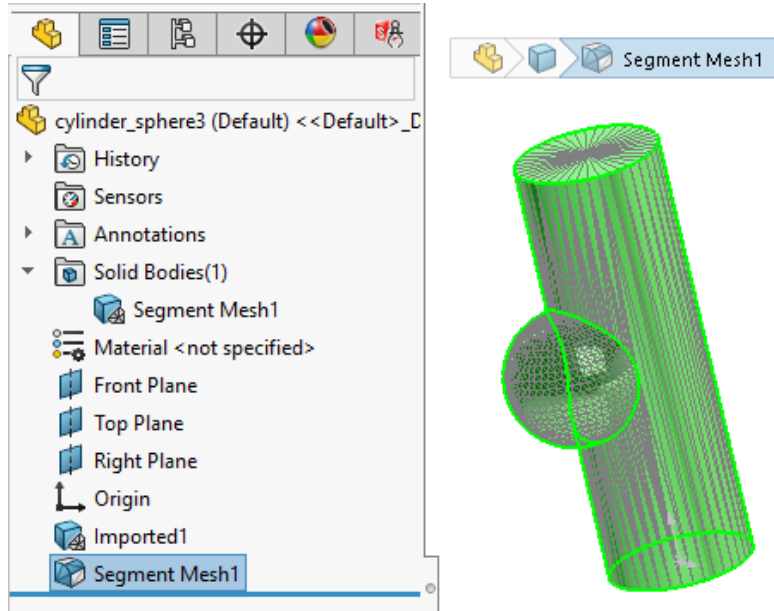 cylinder_sphere3 (Default) <<Default>_D
History
Sensors
Annotations
Solid Bodies(1)
Segment Mesh1
Material <not specified>
Front Plane
Top Plane
Right Plane
Origin
Imported1
Segment Mesh1
Segment Mesh1